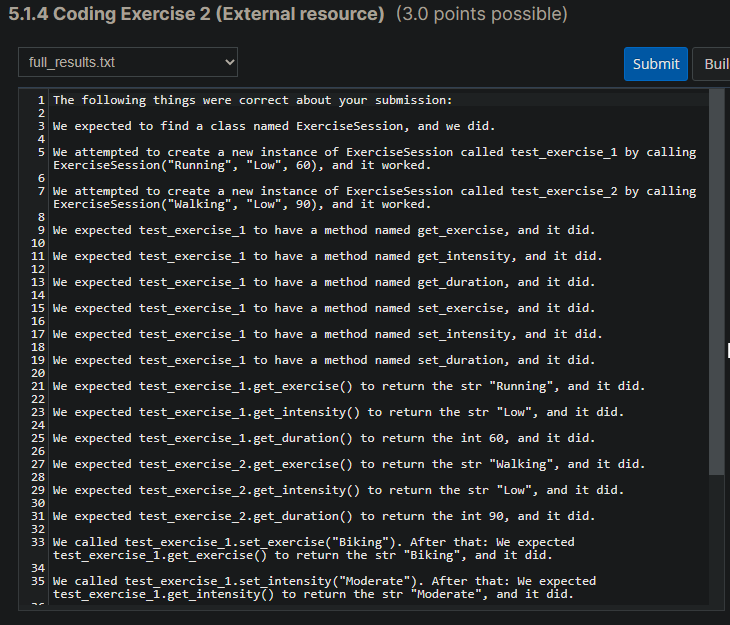 5.1.4 Coding Exercise 2 (External resource) (3.0 points possible)
full_results.txt
Submit
Buil
1 The following things were correct about your submission:
2
3 We expected to find a class named ExerciseSession, and we did.
4
5 We attempted to create a new instance of ExerciseSession called test_exercise_1 by calling
ExerciseSession("Running", "Low", 60), and it worked.
6
7 We attempted to create a new instance of ExerciseSession called test_exercise_2 by calling
ExerciseSession("Walking", "Low", 90), and it worked.
8
9 We expected test_exercise_1 to have a method named get_exercise, and it did.
10
11 We expected test_exercise_1 to have a method named get_intensity, and it did.
12
13 We expected test_exercise_1 to have a method named get_duration, and it did.
14
15 We expected test_exercise_1 to have a method named set_exercise, and it did.
16
17 We expected test_exercise_1 to have a method named set_intensity, and it did.
18
19 We expected test_exercise_1 to have a method named set_duration, and it did.
20
21 We expected test_exercise_1.get_exercise() to return the str "Running", and it did.
22
23 We expected test_exercise_1.get_intensity() to return the str "Low", and it did.
24
25 We expected test_exercise_1.get_duration() to return the int 60, and it did.
26
27 We expected test_exercise_2.get_exercise() to return the str "Walking", and it did.
28
29 We expected test_exercise_2.get_intensity() to return the str "Low", and it did.
30
31 We expected test_exercise_2.get_duration() to return the int 90, and it did.
32
33 We called test_exercise_1.set_exercise("Biking"). After that: We expected
test_exercise_1.get_exercise() to return the str "Biking", and it did.
34
35 We called test_exercise_1.set_intensity("Moderate"). After that: We expected
test_exercise_1.get_intensity() to return the str "Moderate", and it did.